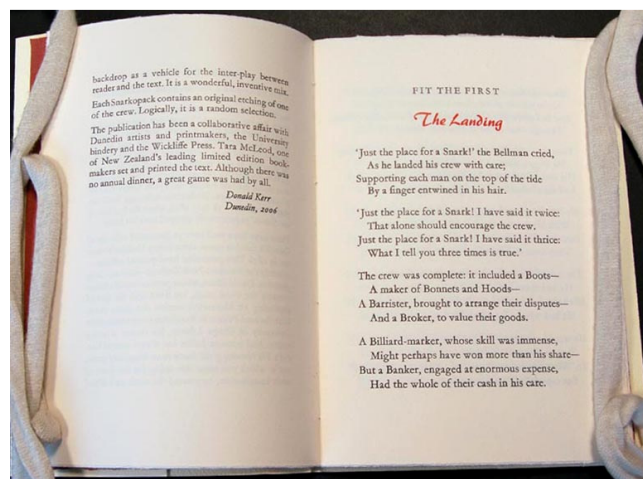 backdrop as a vehicle for the inter-play between
reader and the text. It is a wonderful, inventive mix.
Each Snarkopack contains an original etching of one
of the crew. Logically, it is a random selection.
The publication has been a collaborative affair with
Dunedin artists and printmakers, the University
bindery and the Wickliffe Press. Tara McLeod, one
of New Zealand's leading limited edition book-
makers set and printed the text. Although there was
no annual dinner, a great game was had by all.
Donald Kerr
Dunedin, 2006
FIT THE FIRST
The Landing
'Just the place for a Snark!' the Bellman cried,
As he landed his crew with care;
Supporting each man on the top of the tide
By a finger entwined in his hair.
'Just the place for a Snark! I have said it twice:
That alone should encourage the crew.
Just the place for a Snark! I have said it thrice:
What I tell you three times is true.'
The crew was complete: it included a Boots—
A maker of Bonnets and Hoods—
A Barrister, brought to arrange their disputes—
And a Broker, to value their goods.
A Billiard-marker, whose skill was immense,
Might perhaps have won more than his share—
But a Banker, engaged at enormous expense,
Had the whole of their cash in his care.